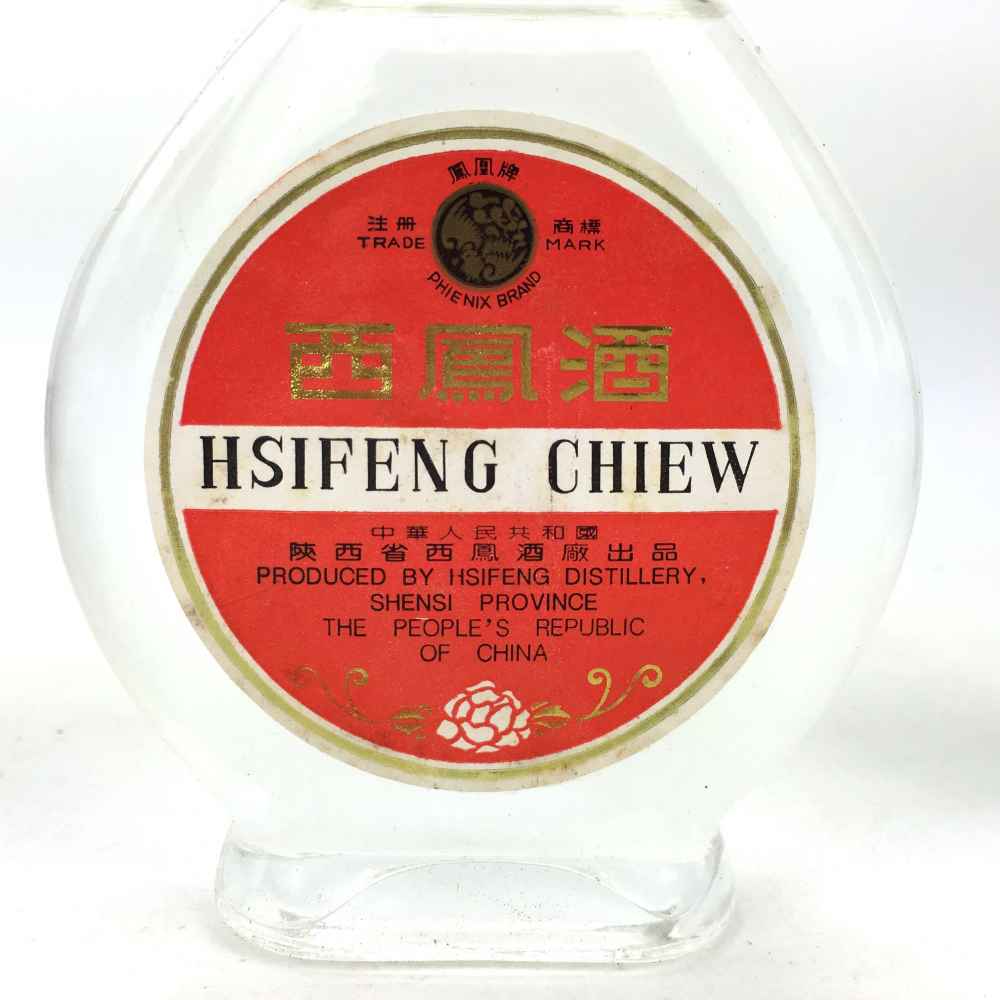 鳳凰牌
注册 商標
TRADE MARK
PHIENIX BRAND
西鳳酒
HSIFENG CHIEW
中華人民共和國
陝西省西鳳酒厰出品
PRODUCED BY HSIFENG DISTILLERY,
SHENSI PROVINCE
THE PEOPLE'S REPUBLIC
OF CHINA